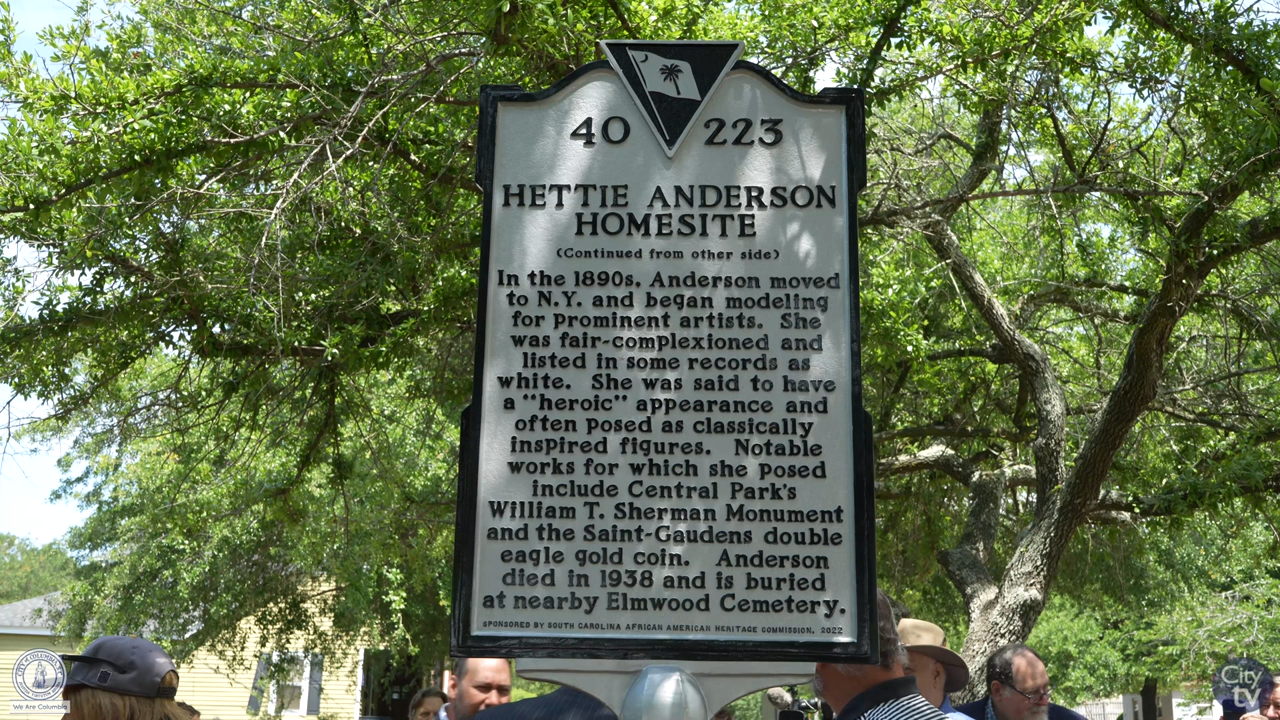 40 223
HETTIE ANDERSON
HOMESITE
(Continued from other side)
In the 1890s, Anderson moved
to N.Y. and began modeling
for prominent artists. She
was fair-complexioned and
listed in some records as
white. She was said to have
a "heroic" appearance and
often posed as classically
inspired figures. Notable
works for which she posed
include Central Park's
William T. Sherman Monument
and the Saint-Gaudens double
eagle gold coin. Anderson
died in 1938 and is buried
at nearby Elmwood Cemetery.
SPONSORED BY SOUTH CAROLINA AFRICAN AMERICAN HERITAGE COMMISSION, 2022
We Are Columbia
City
tv